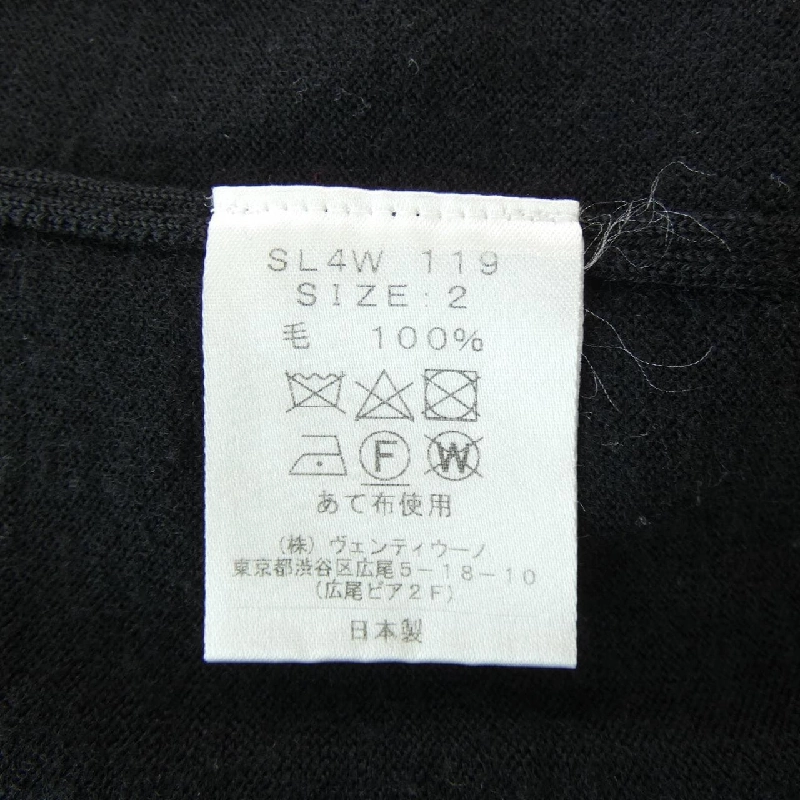 SL4W 119
SIZE:2
毛 100%
F W
あて布使用
(株)ヴェンティウーノ
東京都渋谷区広尾5-18-10
(広尾ピア2F)
日本製